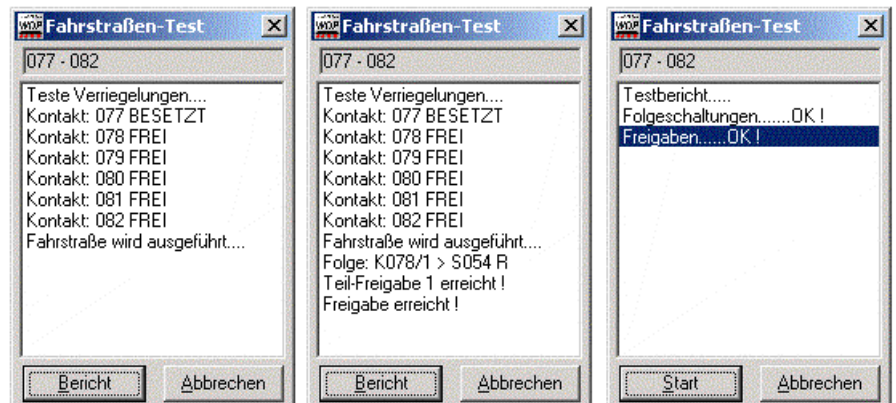 Fahrstraßen-Test
077 - 082
Teste Verriegelungen....
Kontakt: 077 BESETZT
Kontakt: 078 FREI
Kontakt: 079 FREI
Kontakt: 080 FREI
Kontakt: 081 FREI
Kontakt: 082 FREI
Fahrstraße wird ausgeführt....
Bericht
Abbrechen
Fahrstraßen-Test
077 - 082
Teste Verriegelungen....
Kontakt: 077 BESETZT
Kontakt: 078 FREI
Kontakt: 079 FREI
Kontakt: 080 FREI
Kontakt: 081 FREI
Kontakt: 082 FREI
Fahrstraße wird ausgeführt....
Folge: K078/1 > S054 R
Teil-Freigabe 1 erreicht !
Freigabe erreicht !
Bericht
Abbrechen
Fahrstraßen-Test
077 - 082
Testbericht.....
Folgeschaltungen.......OK !
Freigaben......OK !
Start
Abbrechen